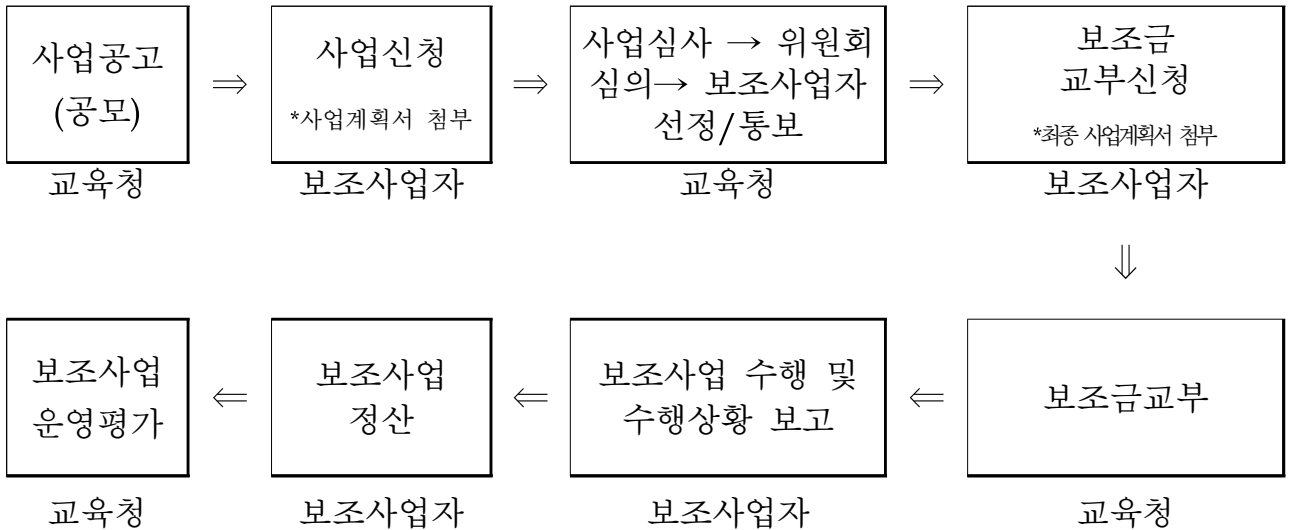 사업공고
(공모)
⇒
사업신청
*사업계획서 첨부
⇒
사업심사 → 위원회
심의→ 보조사업자
선정/통보
⇒
보조금
교부신청
*최종 사업계획서 첨부
교육청
보조사업자
교육청
보조사업자
⇓
보조사업
운영평가
⇐
보조사업
정산
⇐
보조사업 수행 및
수행상황 보고
⇐
보조금교부
교육청
보조사업자
보조사업자
교육청